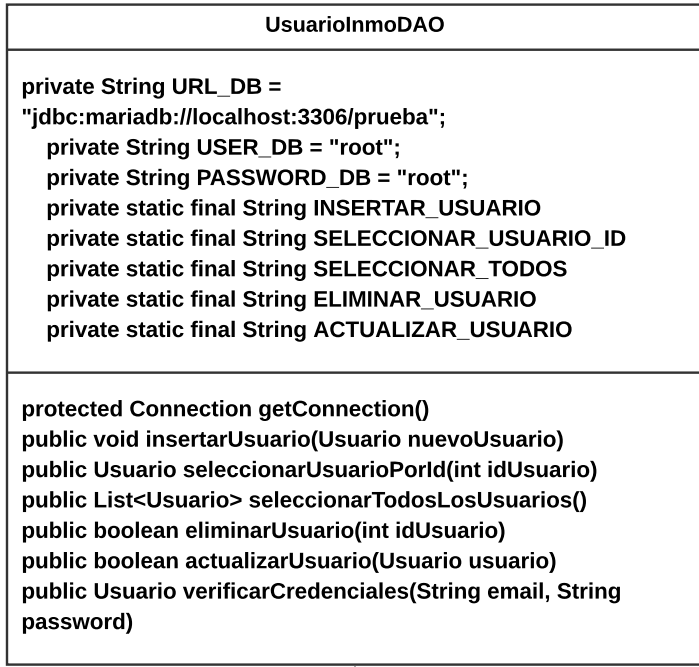 UsuarioInmoDAO
private String URL_DB =
"jdbc:mariadb://localhost:3306/prueba";
private String USER_DB = "root";
private String PASSWORD_DB = "root";
private static final String INSERTAR_USUARIO
private static final String SELECCIONAR_USUARIO_ID
private static final String SELECCIONAR_TODOS
private static final String ELIMINAR_USUARIO
private static final String ACTUALIZAR_USUARIO
protected Connection getConnection()
public void insertarUsuario(Usuario nuevoUsuario)
public Usuario seleccionarUsuarioPorId(int idUsuario)
public List<Usuario> seleccionarTodosLosUsuarios()
public boolean eliminarUsuario(int idUsuario)
public boolean actualizarUsuario(Usuario usuario)
public Usuario verificarCredenciales(String email, String
password)